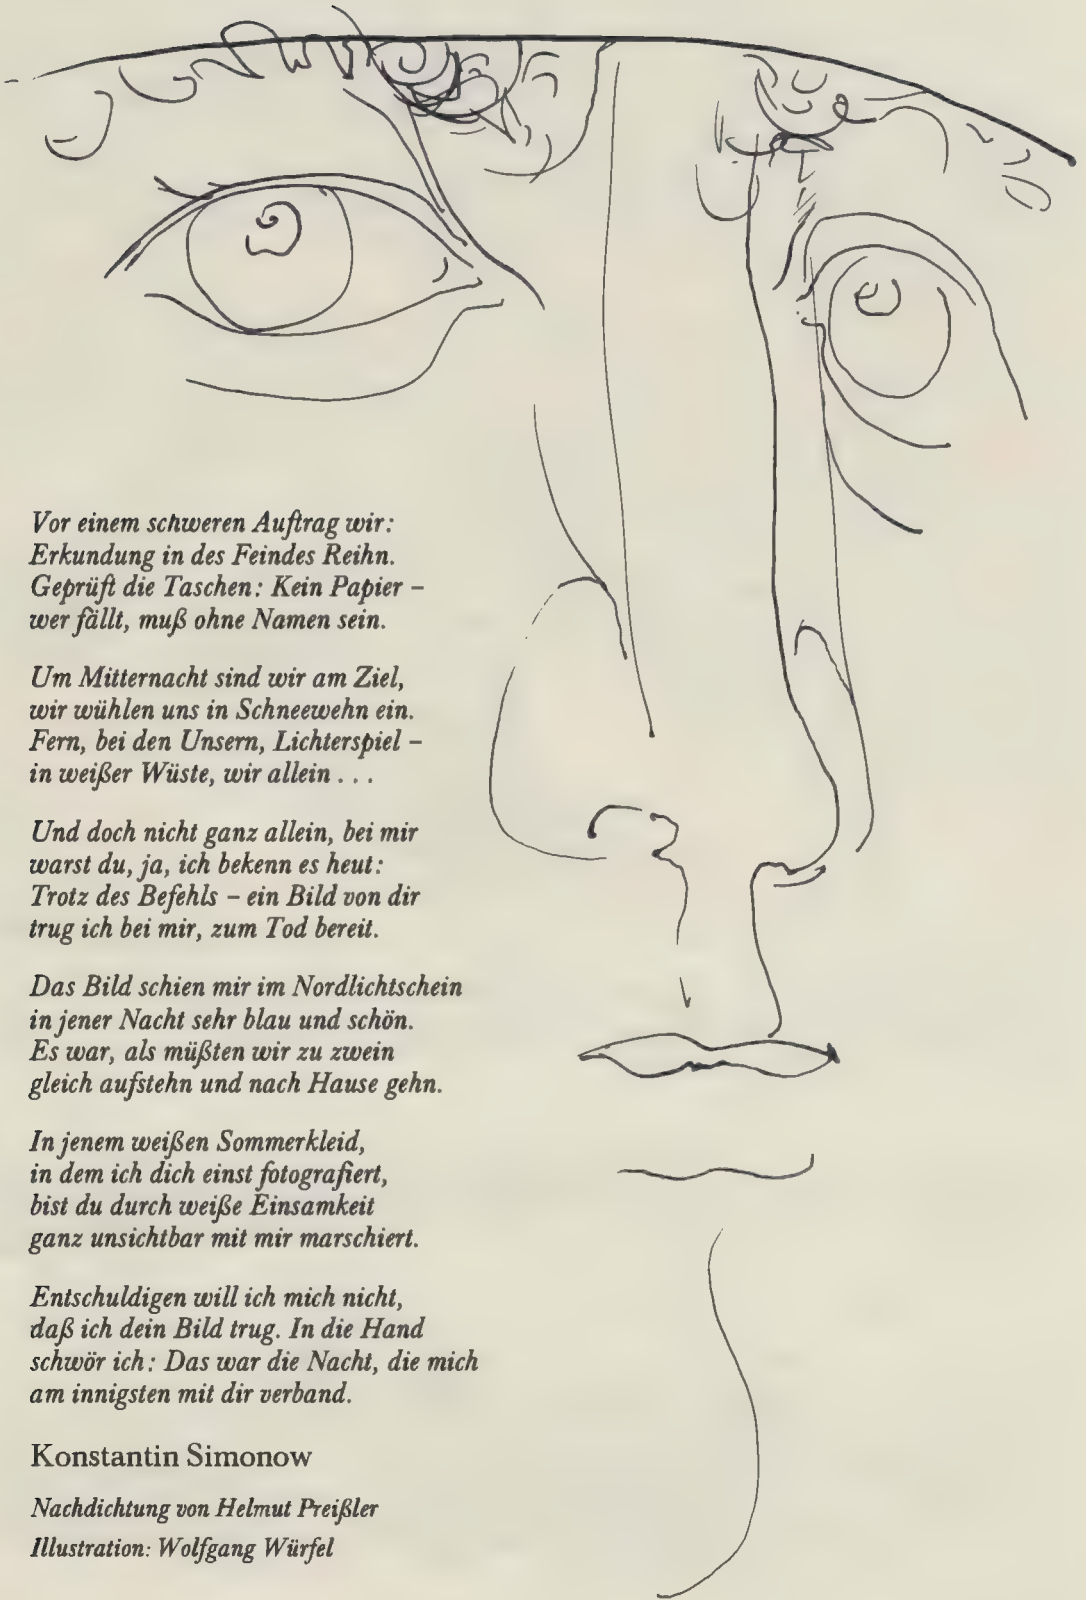 Vor einem schweren Auftrag wir:
Erkundung in des Feindes Reihn.
Geprüft die Taschen: Kein Papier –
wer fällt, muß ohne Namen sein.

Um Mitternacht sind wir am Ziel,
wir wühlen uns in Schneewehn ein.
Fern, bei den Unsern, Lichterspiel –
in weißer Wüste, wir allein . . .

Und doch nicht ganz allein, bei mir
warst du, ja, ich bekenn es heut:
Trotz des Befehls – ein Bild von dir
trug ich bei mir, zum Tod bereit.

Das Bild schien mir im Nordlichtschein
in jener Nacht sehr blau und schön.
Es war, als müßten wir zu zwein
gleich aufstehn und nach Hause gehn.

In jenem weißen Sommerkleid,
in dem ich dich einst fotografiert,
bist du durch weiße Einsamkeit
ganz unsichtbar mit mir marschiert.

Entschuldigen will ich mich nicht,
daß ich dein Bild trug. In die Hand
schwör ich: Das war die Nacht, die mich
am innigsten mit dir verband.

Konstantin Simonow
Nachdichtung von Helmut Preißler
Illustration: Wolfgang Würfel